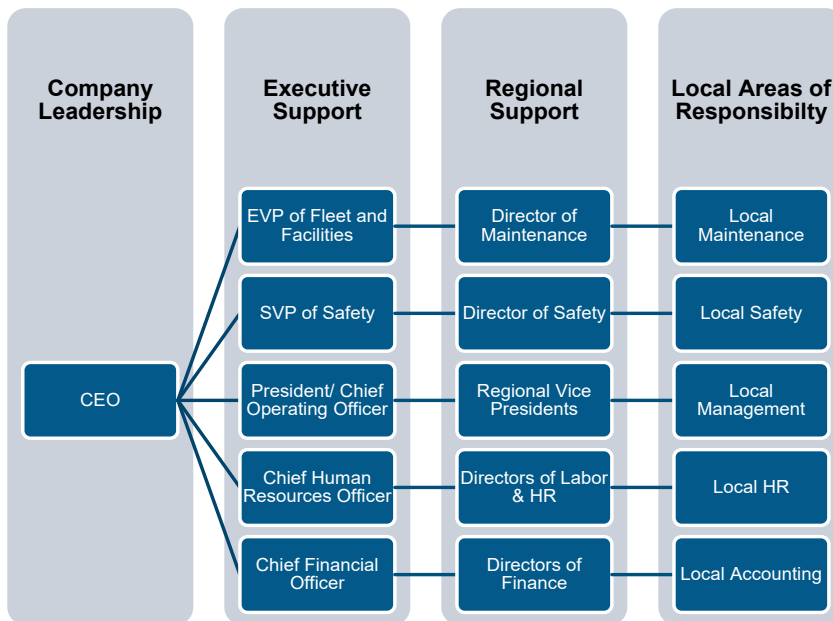 Company
Leadership
Executive
Support
Regional
Support
Local Areas of
Responsibilty
EVP of Fleet and
Facilities
Director of
Maintenance
Local
Maintenance
SVP of Safety
Director of Safety
Local Safety
CEO
President/ Chief
Operating Officer
Regional Vice
Presidents
Local
Management
Chief Human
Resources Officer
Directors of Labor
& HR
Local HR
Chief Financial
Officer
Directors of
Finance
Local Accounting